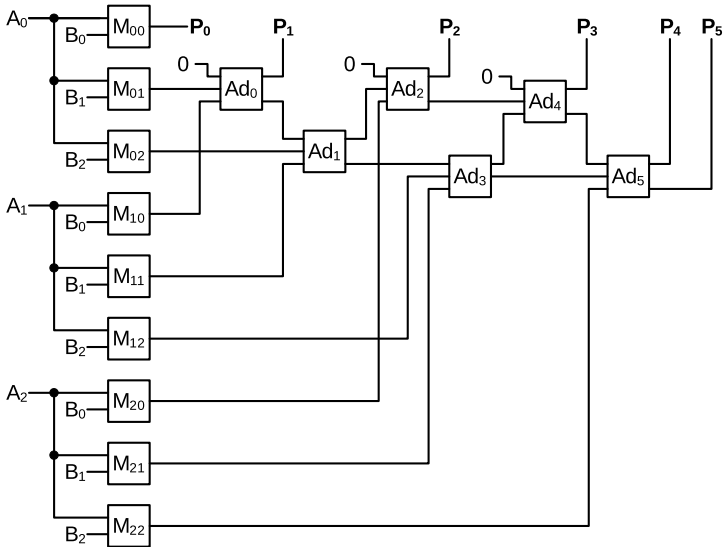 A₀ M₀₀ P₀ P₁ P₂ P₃ P₄ P₅
B₀
0 0 0
M₀₁ Ad₀ Ad₂ Ad₄
B₁
M₀₂ Ad₁
B₂
Ad₃ Ad₅
A₁ M₁₀
B₀
M₁₁
B₁
M₁₂
B₂
A₂ M₂₀
B₀
M₂₁
B₁
M₂₂
B₂